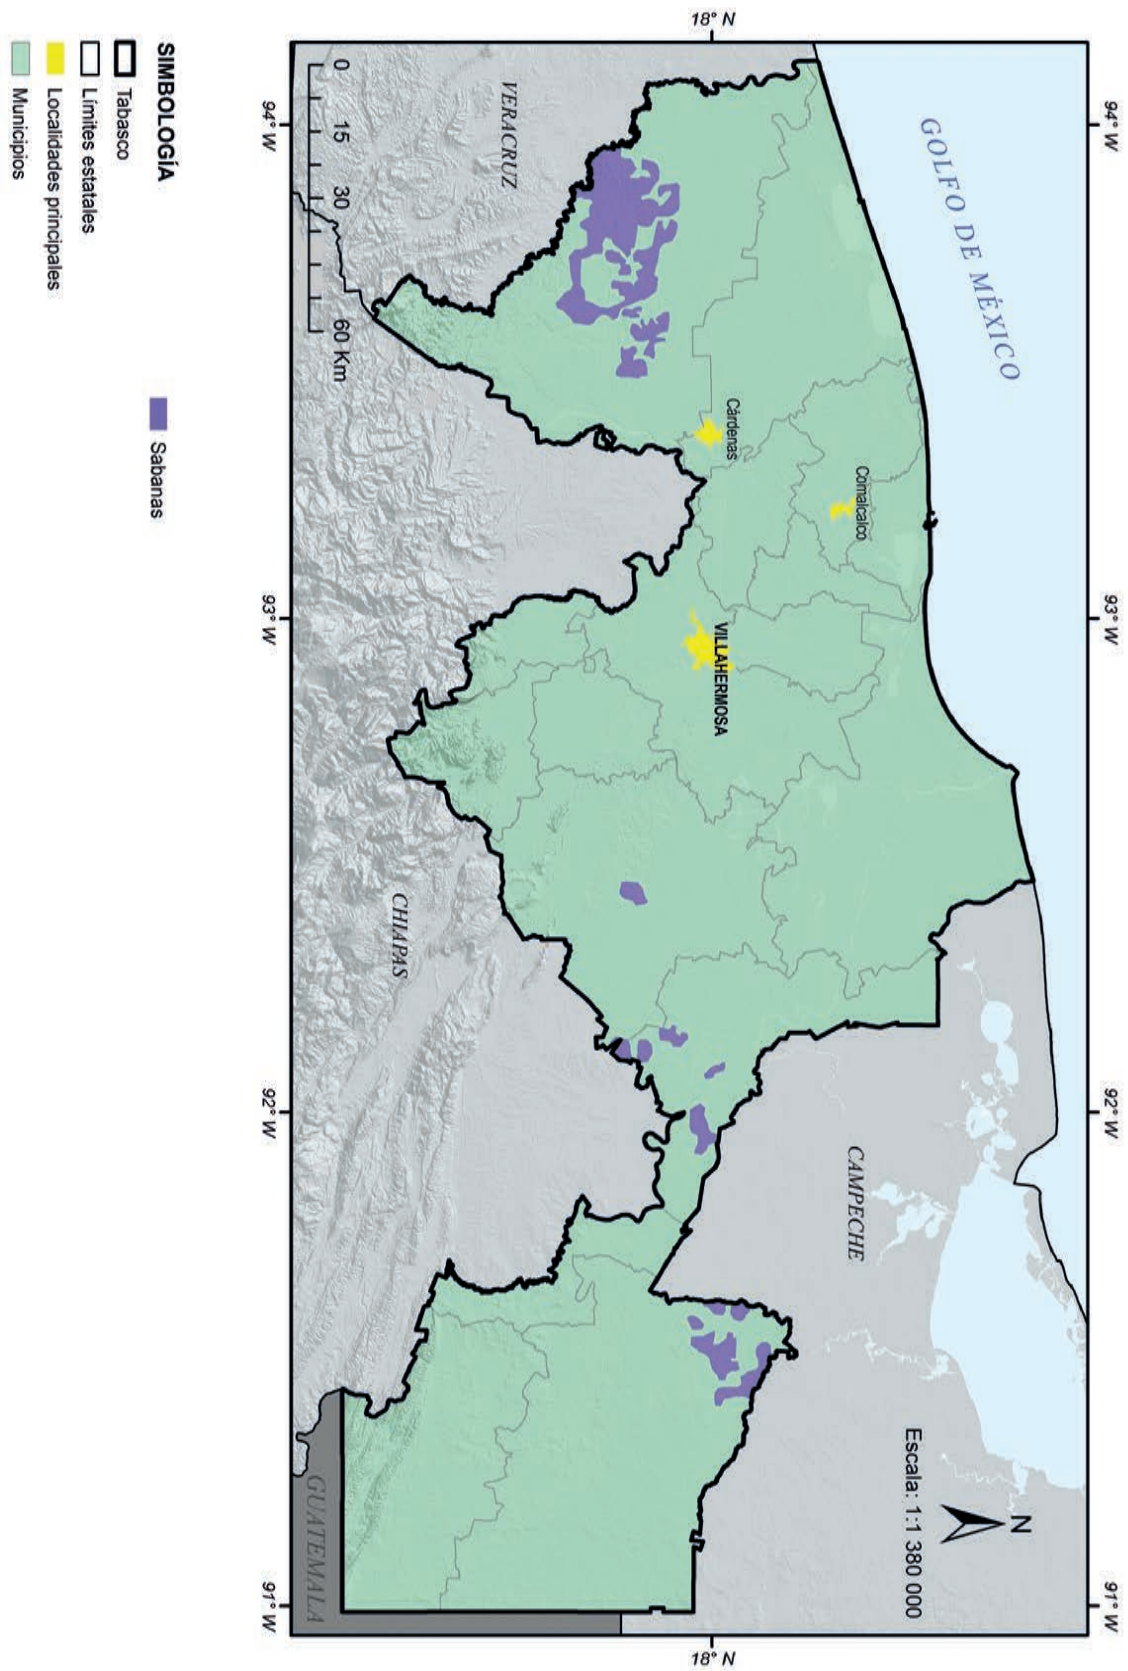 94° W
93° W
92° W
91° W
GOLFO DE MÉXICO
N
Escala: 1:1 380 000
CAMPECHE
Comalcalco
Cárdenas
VILLAHERMOSA
18° N
18° N
VERACRUZ
CHIAPAS
GUATEMALA
0 15 30 60 Km
94° W
93° W
92° W
91° W
SIMBOLOGÍA
Tabasco
Límites estatales
Localidades principales
Municipios
Sabanas